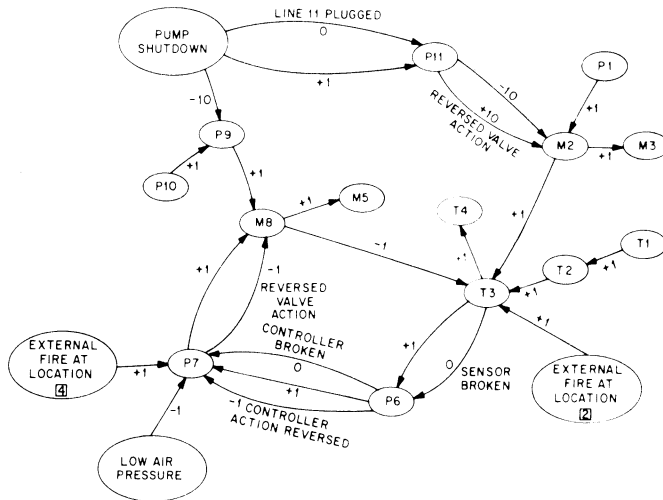 LINE 11 PLUGGED
0
PUMP
SHUTDOWN
P11
P1
+1
-10
-10
+10
REVERSED VALVE
ACTION
+1
P9
+1
P10
+1
M2
+1
M3
M5
+1
T4
+1
M8
-1
+1
T1
+1
T2
+1
T3
+1
-1
REVERSED
VALVE
ACTION
CONTROLLER
BROKEN
+1
0
SENSOR
BROKEN
+1
EXTERNAL
FIRE AT
LOCATION
4
+1
P7
0
+1
P6
-1 CONTROLLER
ACTION REVERSED
EXTERNAL
FIRE AT
LOCATION
2
-1
LOW AIR
PRESSURE